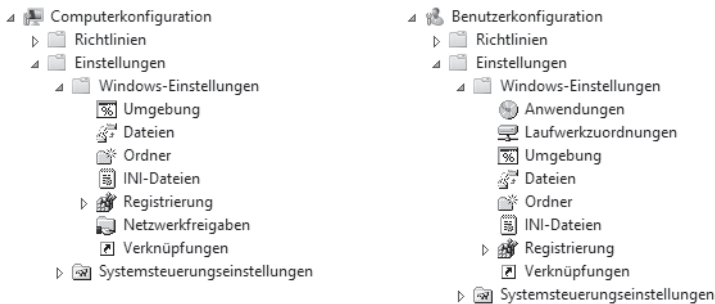 Computerkonfiguration
Richtlinien
Einstellungen
Windows-Einstellungen
Umgebung
Dateien
Ordner
INI-Dateien
Registrierung
Netzwerkfreigaben
Verknüpfungen
Systemsteuerungseinstellungen
Benutzerkonfiguration
Richtlinien
Einstellungen
Windows-Einstellungen
Anwendungen
Laufwerkzuordnungen
Umgebung
Dateien
Ordner
INI-Dateien
Registrierung
Verknüpfungen
Systemsteuerungseinstellungen